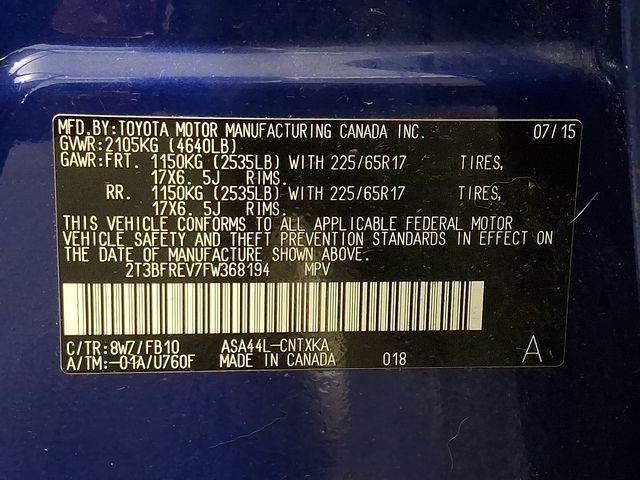 MFD.BY:TOYOTA MOTOR MANUFACTURING CANADA INC. 07/15
GVWR:2105KG (4640LB)
GAWR:FRT. 1150KG (2535LB) WITH 225/65R17 TIRES,
17X6. 5J RIMS.
RR. 1150KG (2535LB) WITH 225/65R17 TIRES,
17X6. 5J RIMS.
THIS VEHICLE CONFORMS TO ALL APPLICABLE FEDERAL MOTOR
VEHICLE SAFETY AND THEFT PREVENTION STANDARDS IN EFFECT ON
THE DATE OF MANUFACTURE SHOWN ABOVE.
2T3BFREV7FW368194 MPV
C/TR:8W7/FB10 ASA44L-CNTXKA
A/TM:-01A/U760F MADE IN CANADA 018 A